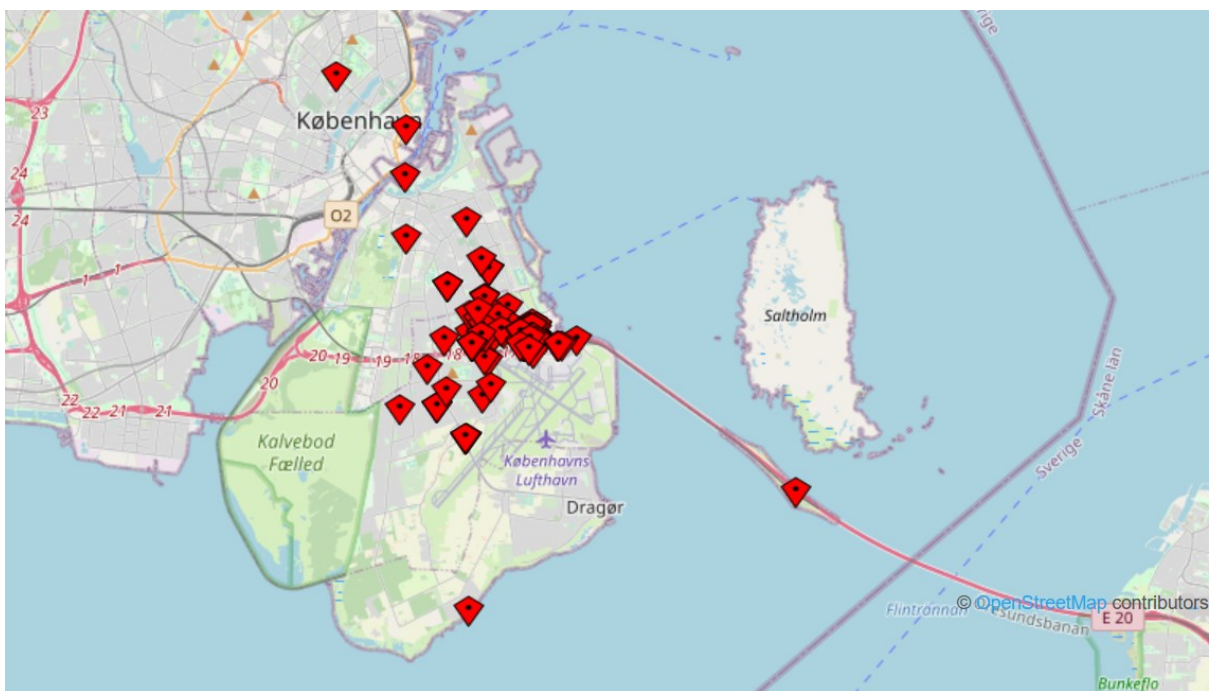 Sverige
23
København
24
24
O2
1
1
Saltholm
Skåne län
20
19
19
18
18
20
22
22
21
21
Kalvebod
Fælled
Sverige
Københavns
Lufthavn
Dragør
Flintrännan
© OpenStreetMap contributors
E 20
Bunkeflo